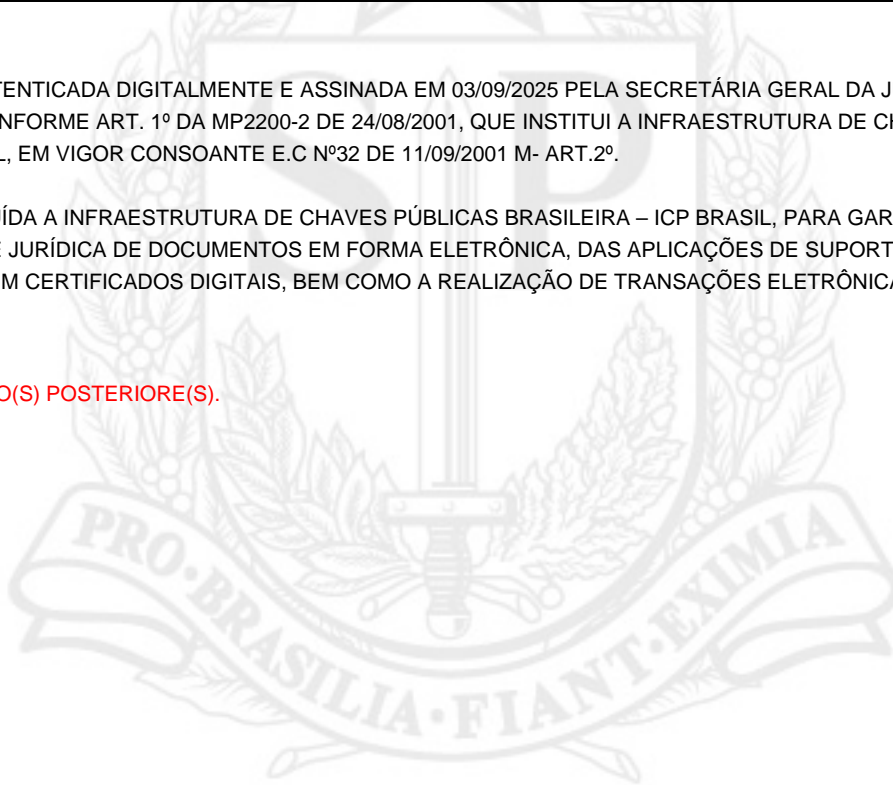 TENTICADA DIGITALMENTE E ASSINADA EM 03/09/2025 PELA SECRETÁRIA GERAL DA J
NFORME ART. 1º DA MP2200-2 DE 24/08/2001, QUE INSTITUI A INFRAESTRUTURA DE CH
L, EM VIGOR CONSOANTE E.C Nº32 DE 11/09/2001 M- ART.2º.
ÍDA A INFRAESTRUTURA DE CHAVES PÚBLICAS BRASILEIRA – ICP BRASIL, PARA GAR
E JURÍDICA DE DOCUMENTOS EM FORMA ELETRÔNICA, DAS APLICAÇÕES DE SUPORT
M CERTIFICADOS DIGITAIS, BEM COMO A REALIZAÇÃO DE TRANSAÇÕES ELETRÔNICA
O(S) POSTERIORE(S).
SP
PRO·BRASILIA·FIANT·EXIMIA